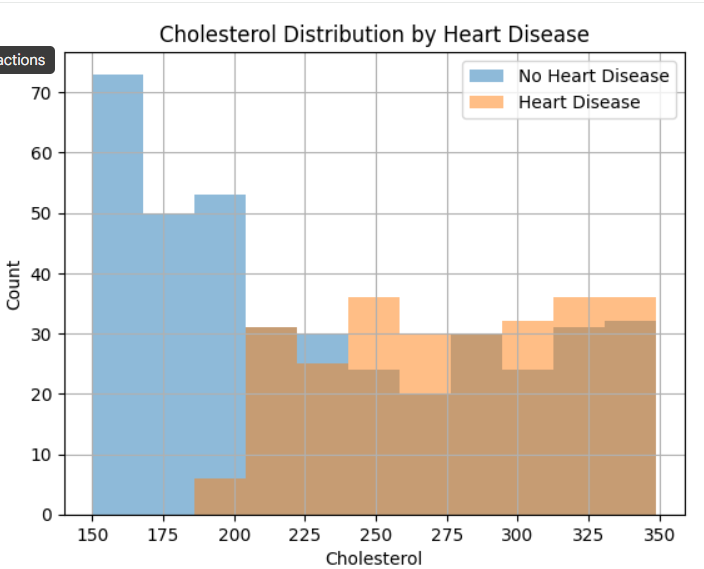 Cholesterol Distribution by Heart Disease
actions
No Heart Disease
Heart Disease
70
60
50
40
30
20
10
0
Count
150 175 200 225 250 275 300 325 350
Cholesterol